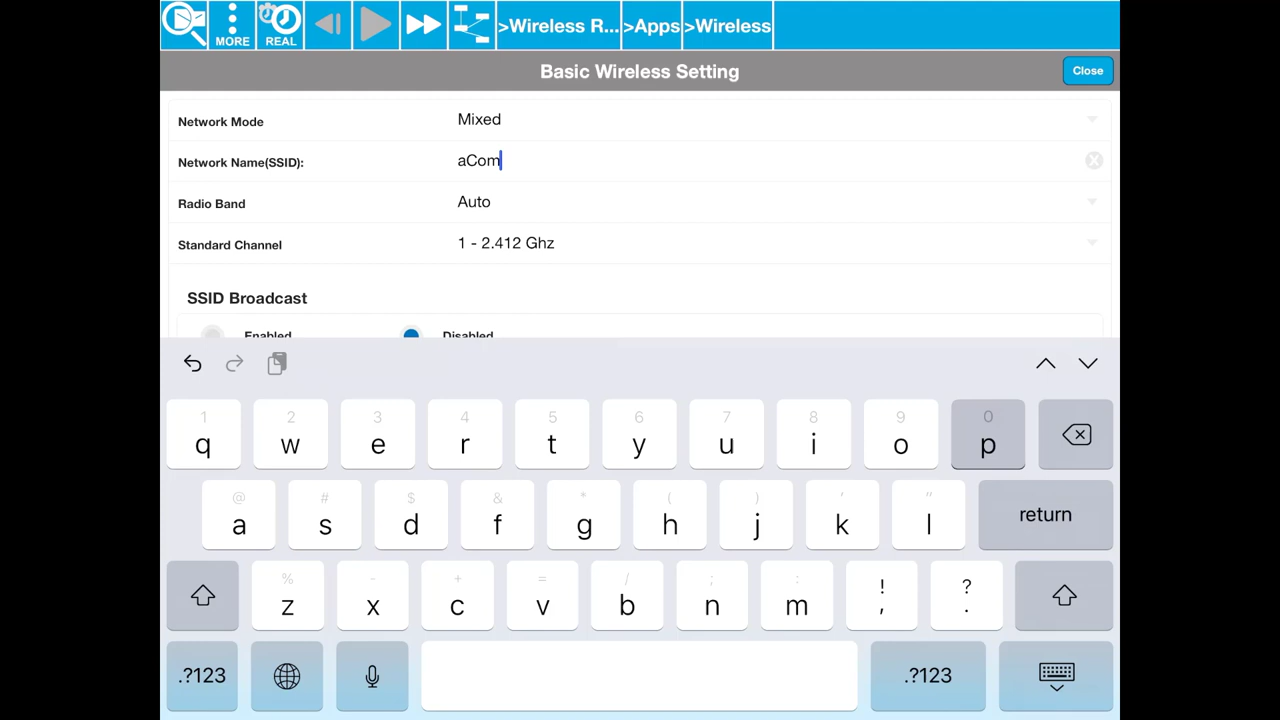 MORE
REAL
>Wireless R... >Apps >Wireless
Basic Wireless Setting
Close
Network Mode Mixed
Network Name(SSID): aCom
Radio Band Auto
Standard Channel 1 - 2.412 Ghz
SSID Broadcast
Enabled Disabled
1 2 3 4 5 6 7 8 9 0
q w e r t y u i o p
@ # $ & * ( ) ' "
a s d f g h j k l return
% - + = / ; : ! ?
z x c v b n m , .
.?123 .?123